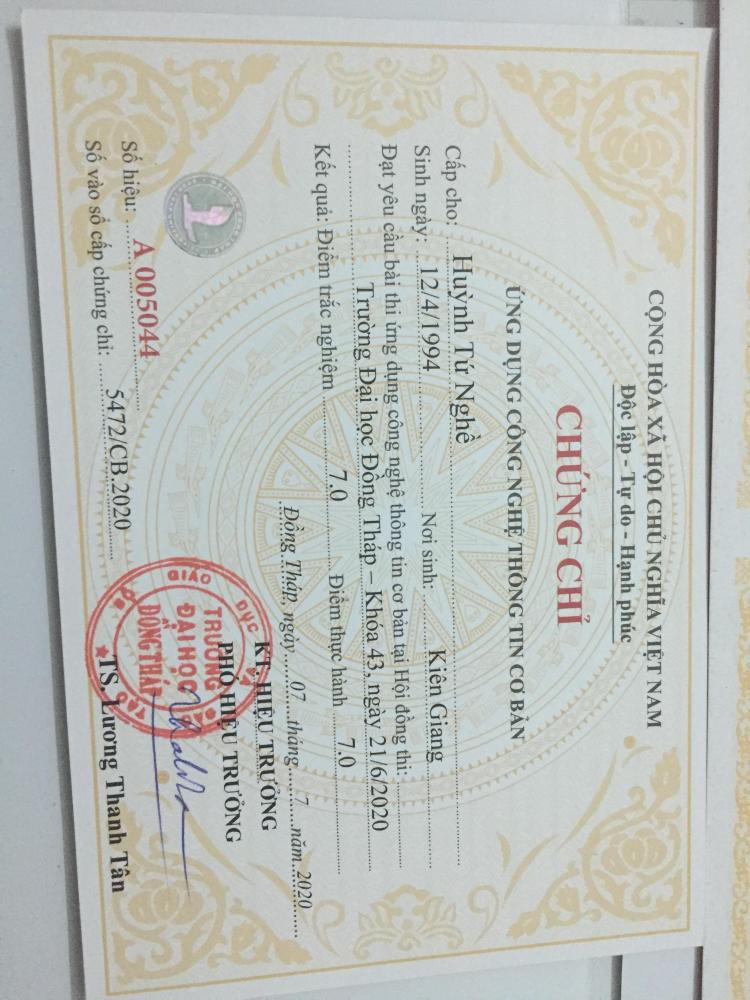 CỘNG HÒA XÃ HỘI CHỦ NGHĨA VIỆT NAM
Độc lập - Tự do - Hạnh phúc
CHỨNG CHỈ
ỨNG DỤNG CÔNG NGHỆ THÔNG TIN CƠ BẢN
Cấp cho: Huỳnh Tứ Nghề
Sinh ngày: 12/4/1994 Nơi sinh: Kiên Giang
Đạt yêu cầu bài thi ứng dụng công nghệ thông tin cơ bản tại Hội đồng thi:
Trường Đại học Đồng Tháp – Khóa 43, ngày 21/6/2020
Kết quả: Điểm trắc nghiệm 7.0 Điểm thực hành 7.0
Đồng Tháp, ngày 07 tháng 7 năm 2020
KT. HIỆU TRƯỞNG
PHÓ HIỆU TRƯỞNG
BỘ GIÁO DỤC VÀ ĐÀO TẠO
TRƯỜNG
ĐẠI HỌC
ĐỒNG THÁP
TS. Lương Thanh Tân
Số hiệu: A 005044
Số vào sổ cấp chứng chỉ: 5472/CB.2020